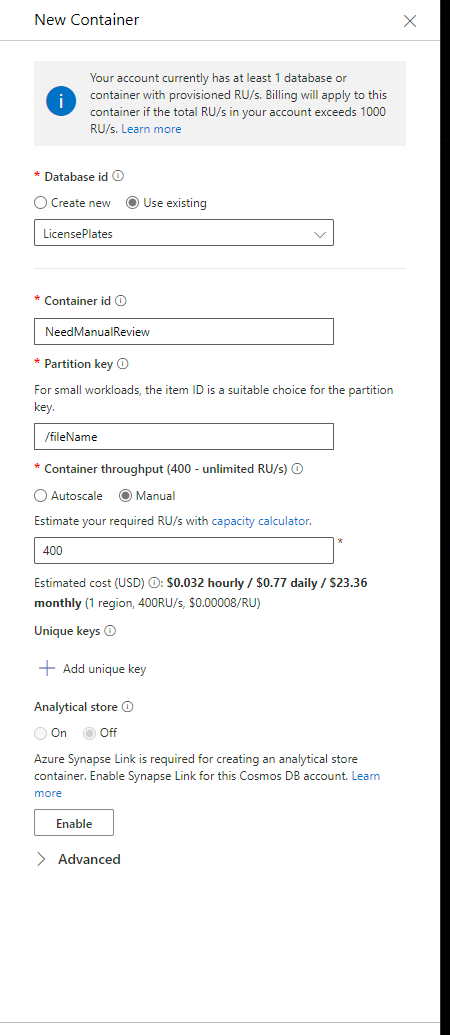 New Container
Your account currently has at least 1 database or
container with provisioned RU/s. Billing will apply to this
container if the total RU/s in your account exceeds 1000
RU/s. Learn more
* Database id
Create new Use existing
LicensePlates
* Container id
NeedManualReview
* Partition key
For small workloads, the item ID is a suitable choice for the partition
key.
/fileName
* Container throughput (400 - unlimited RU/s)
Autoscale Manual
Estimate your required RU/s with capacity calculator.
400 *
Estimated cost (USD) : $0.032 hourly / $0.77 daily / $23.36
monthly (1 region, 400RU/s, $0.00008/RU)
Unique keys
Add unique key
Analytical store
On Off
Azure Synapse Link is required for creating an analytical store
container. Enable Synapse Link for this Cosmos DB account. Learn
more
Enable
Advanced